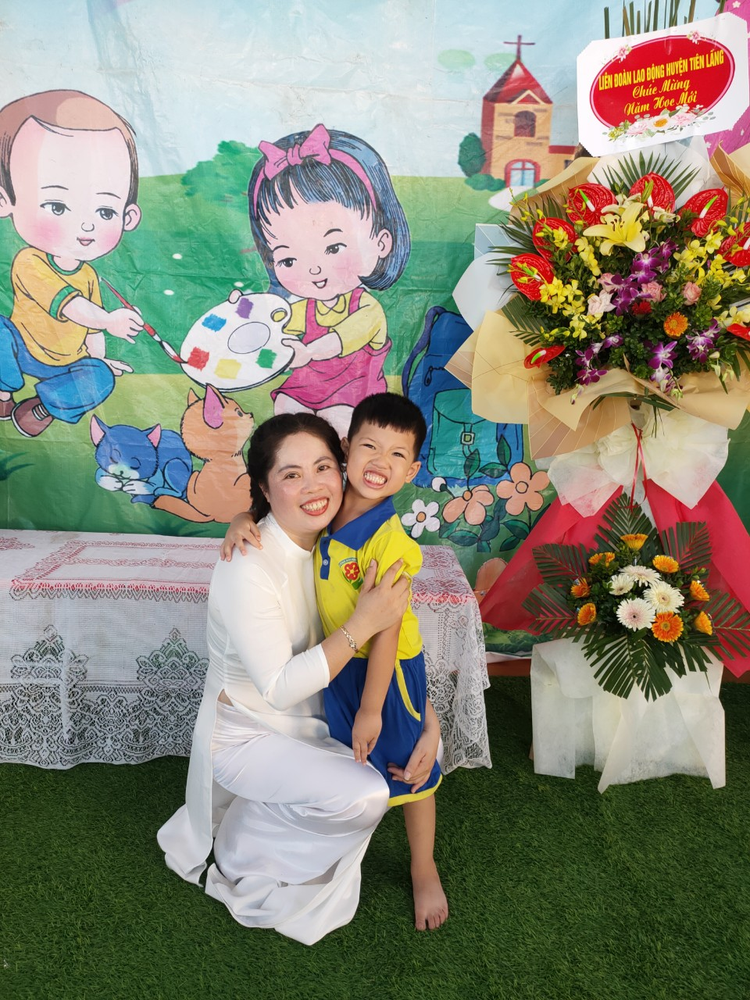 LIÊN ĐOÀN LAO ĐỘNG HUYỆN TIÊN LÃNG
Chúc Mừng
Năm Học Mới